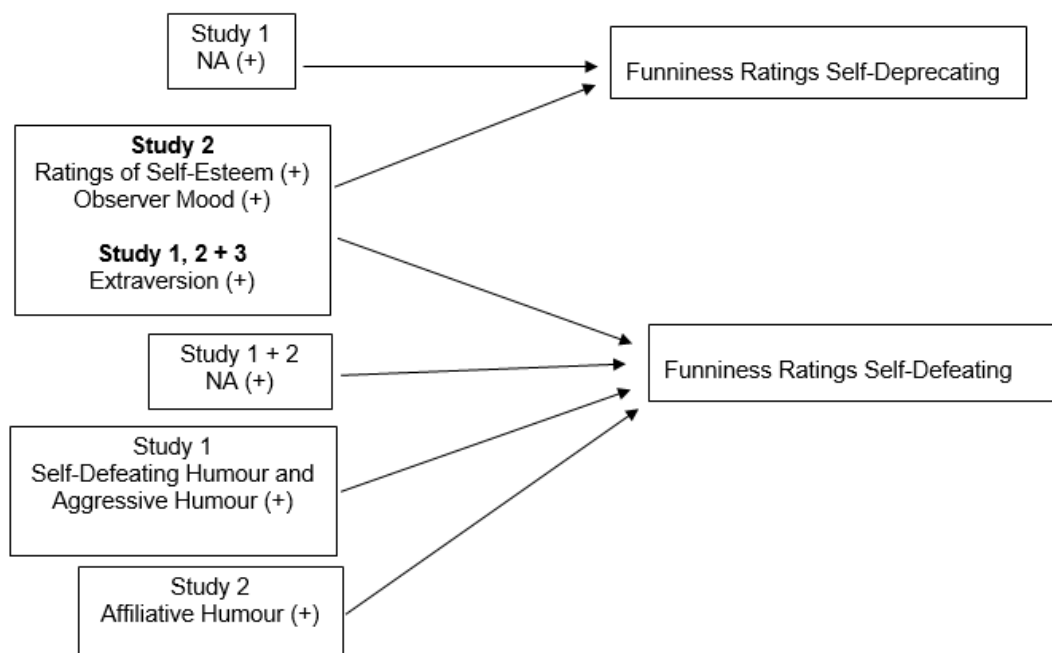 Study 1
NA (+)
Funniness Ratings Self-Deprecating
Study 2
Ratings of Self-Esteem (+)
Observer Mood (+)
Study 1, 2 + 3
Extraversion (+)
Study 1 + 2
NA (+)
Funniness Ratings Self-Defeating
Study 1
Self-Defeating Humour and
Aggressive Humour (+)
Study 2
Affiliative Humour (+)